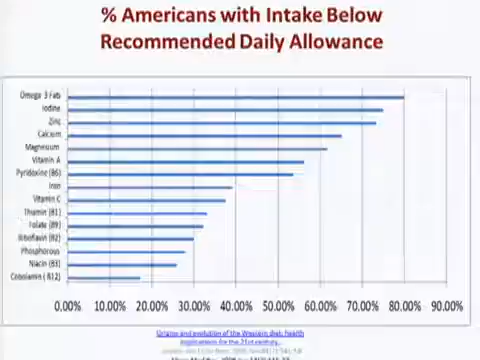 % Americans with Intake Below
Recommended Daily Allowance
Omega 3 Fats
Iodine
Zinc
Calcium
Magnesium
Vitamin A
Pyridoxine (B6)
Iron
Vitamin C
Thiamin (B1)
Folate (B9)
Riboflavin (B2)
Phosphorous
Niacin (B3)
Cobolamin ( B12)
0.00% 10.00% 20.00% 30.00% 40.00% 50.00% 60.00% 70.00% 80.00% 90.00%
Origins and evolution of the Western diet: health
implications for the 21st century.